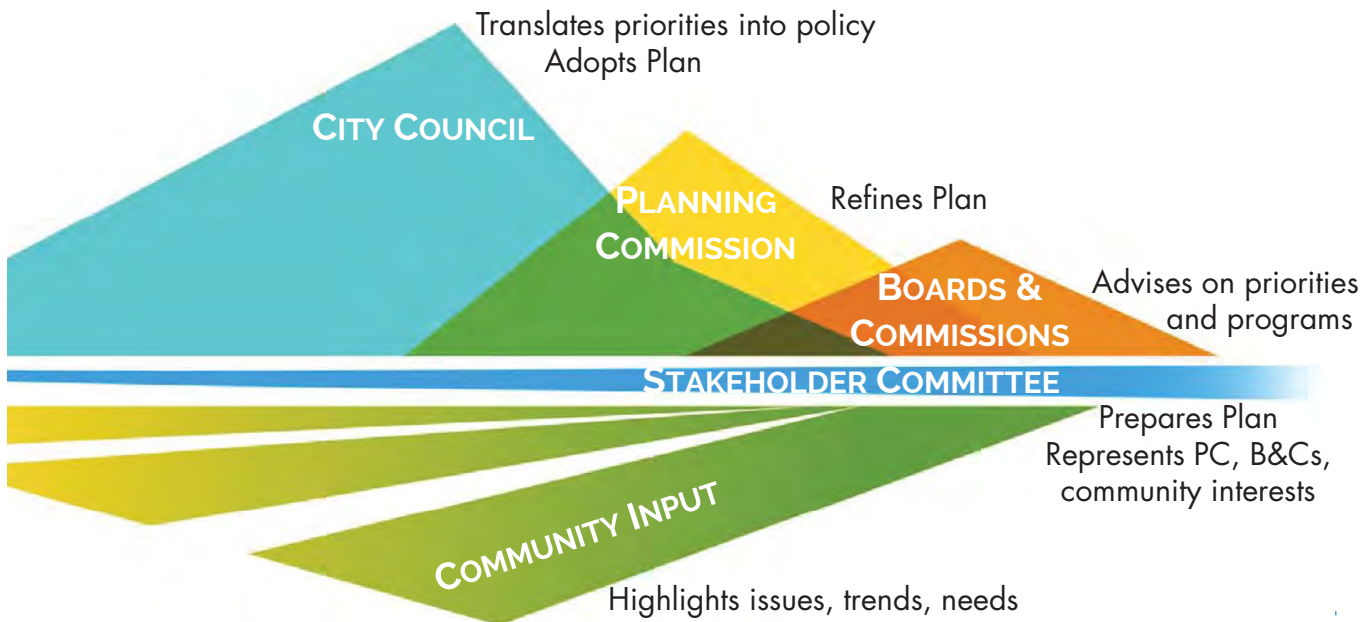 Translates priorities into policy
Adopts Plan
CITY COUNCIL
PLANNING
COMMISSION
Refines Plan
BOARDS &
COMMISSIONS
Advises on priorities
and programs
STAKEHOLDER COMMITTEE
Prepares Plan
Represents PC, B&Cs,
community interests
COMMUNITY INPUT
Highlights issues, trends, needs